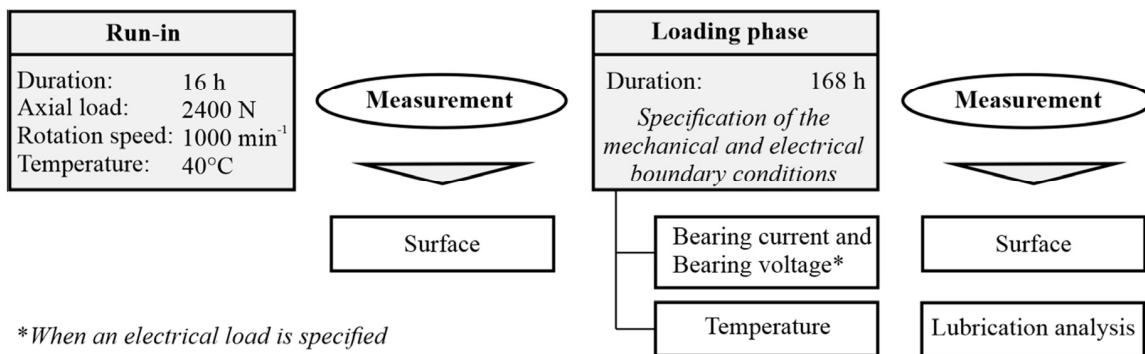 Run-in
Duration: 16 h
Axial load: 2400 N
Rotation speed: 1000 min⁻¹
Temperature: 40°C
Measurement
Surface
Loading phase
Duration: 168 h
Specification of the
mechanical and electrical
boundary conditions
Bearing current and
Bearing voltage*
Temperature
Measurement
Surface
Lubrication analysis
*When an electrical load is specified